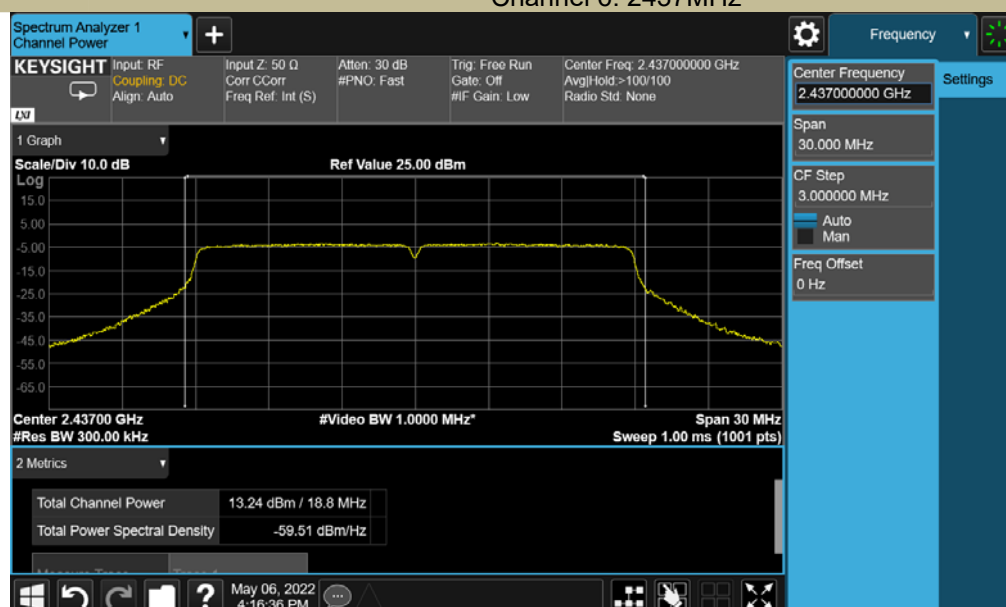 Channel 6: 2437MHz
Spectrum Analyzer 1
Channel Power
Frequency
KEYSIGHT
LXI
Input: RF
Coupling: DC
Align: Auto
Input Z: 50 Ω
Corr CCorr
Freq Ref: Int (S)
Atten: 30 dB
#PNO: Fast
Trig: Free Run
Gate: Off
#IF Gain: Low
Center Freq: 2.437000000 GHz
Avg|Hold:>100/100
Radio Std: None
Center Frequency
2.437000000 GHz
Settings
Span
30.000 MHz
CF Step
3.000000 MHz
Auto
Man
Freq Offset
0 Hz
1 Graph
Scale/Div 10.0 dB
Ref Value 25.00 dBm
Log
15.0
5.00
-5.00
-15.0
-25.0
-35.0
-45.0
-55.0
-65.0
Center 2.43700 GHz
#Video BW 1.0000 MHz*
Span 30 MHz
#Res BW 300.00 kHz
Sweep 1.00 ms (1001 pts)
2 Metrics
Total Channel Power 13.24 dBm / 18.8 MHz
Total Power Spectral Density -59.51 dBm/Hz
May 06, 2022
4:16:36 PM